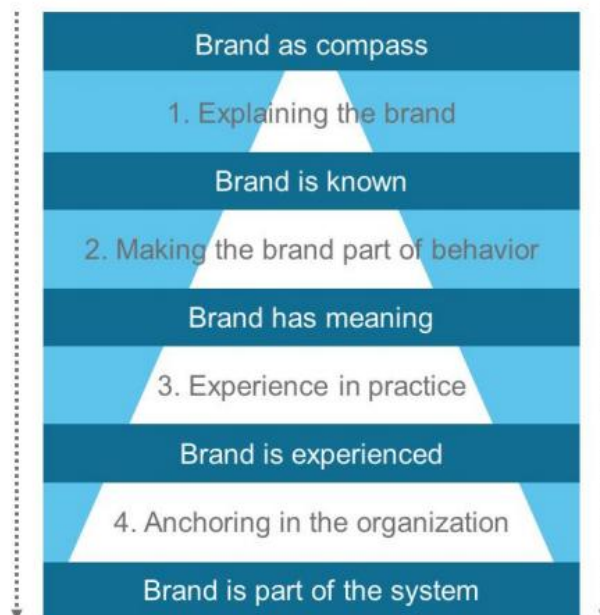 Brand as compass
1. Explaining the brand
Brand is known
2. Making the brand part of behavior
Brand has meaning
3. Experience in practice
Brand is experienced
4. Anchoring in the organization
Brand is part of the system